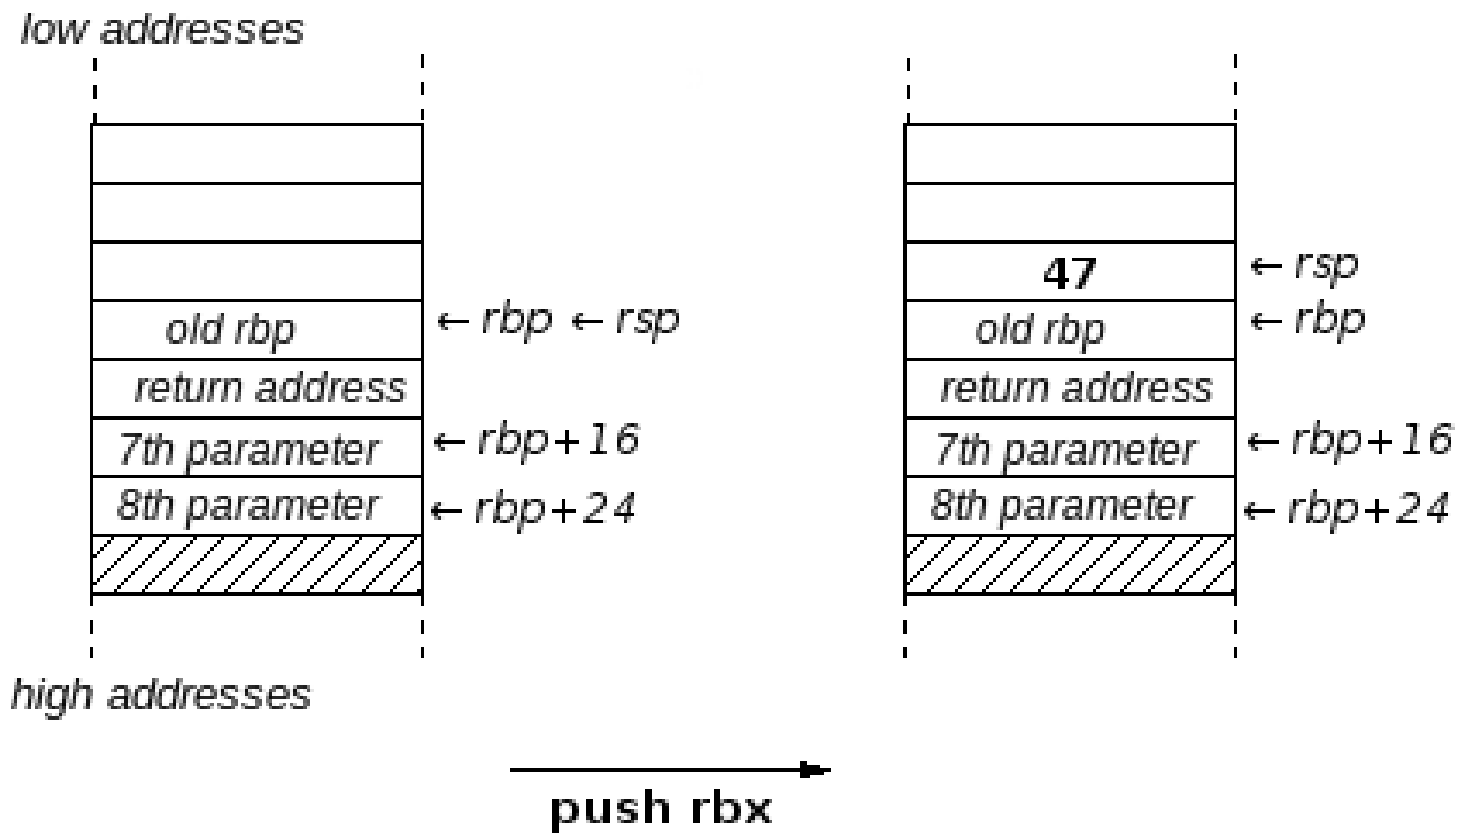 low addresses
47
← rsp
old rbp
← rbp ← rsp
old rbp
← rbp
return address
return address
7th parameter
← rbp+16
7th parameter
← rbp+16
8th parameter
← rbp+24
8th parameter
← rbp+24
high addresses
push rbx